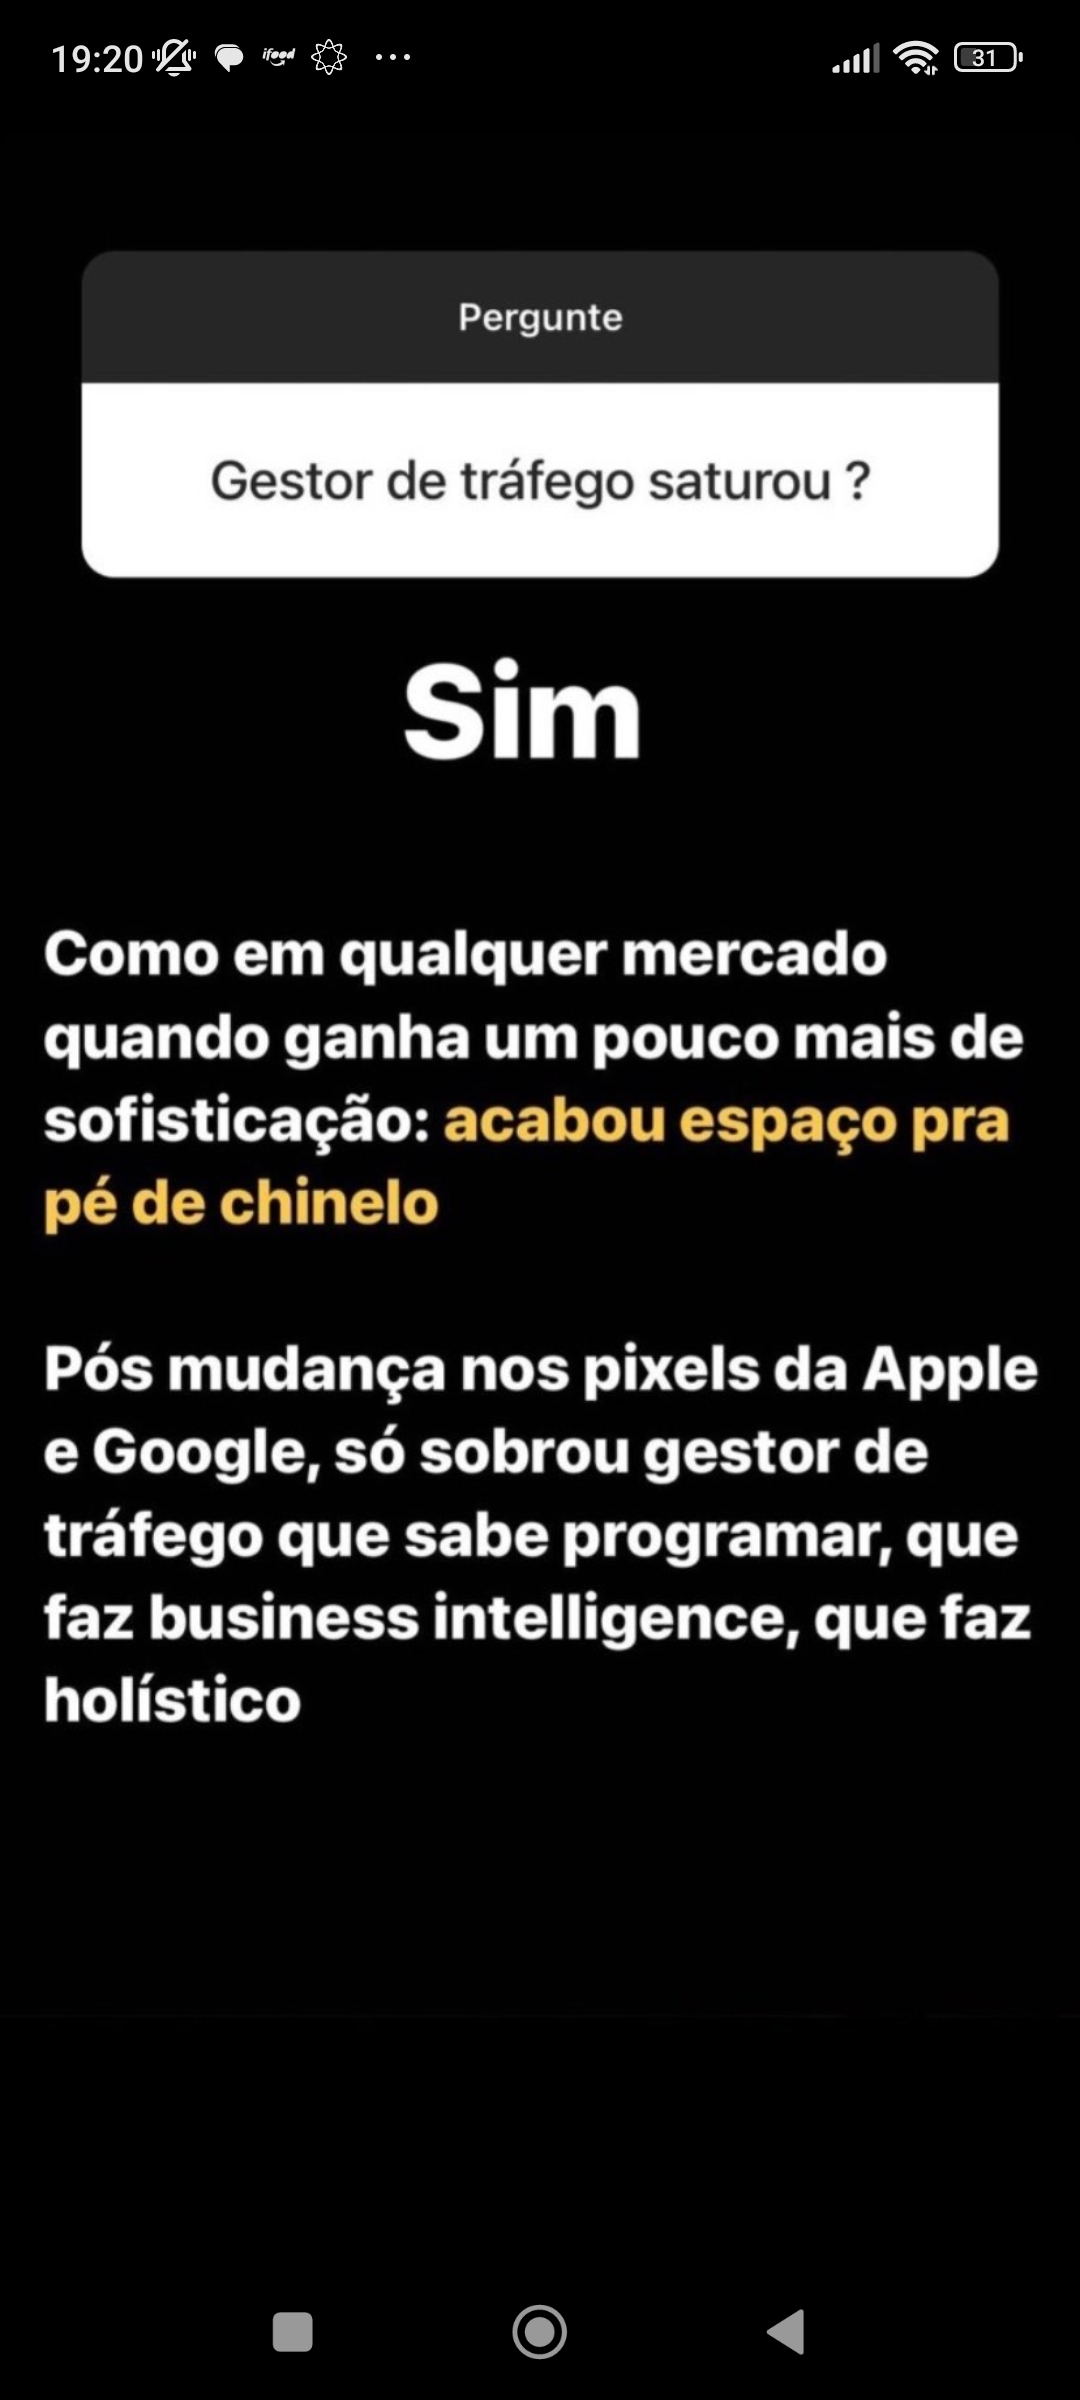 19:20
ifood
31
Pergunte
Gestor de tráfego saturou ?
Sim
Como em qualquer mercado
quando ganha um pouco mais de
sofisticação: acabou espaço pra
pé de chinelo
Pós mudança nos pixels da Apple
e Google, só sobrou gestor de
tráfego que sabe programar, que
faz business intelligence, que faz
holístico